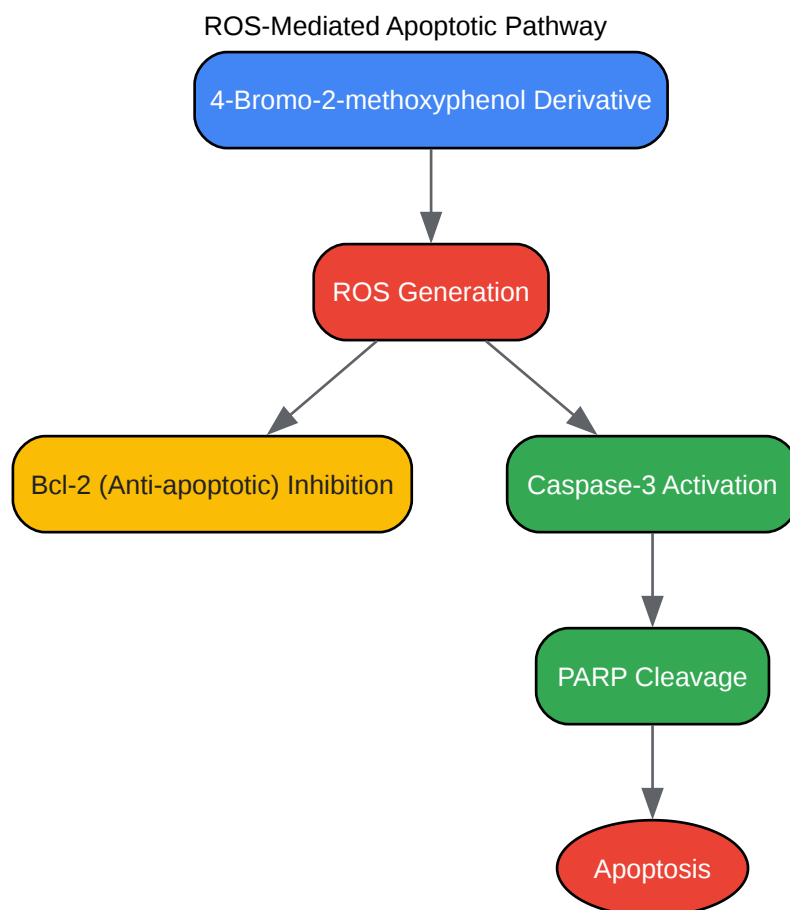 ROS-Mediated Apoptotic Pathway
4-Bromo-2-methoxyphenol Derivative
ROS Generation
Bcl-2 (Anti-apoptotic) Inhibition
Caspase-3 Activation
PARP Cleavage
Apoptosis